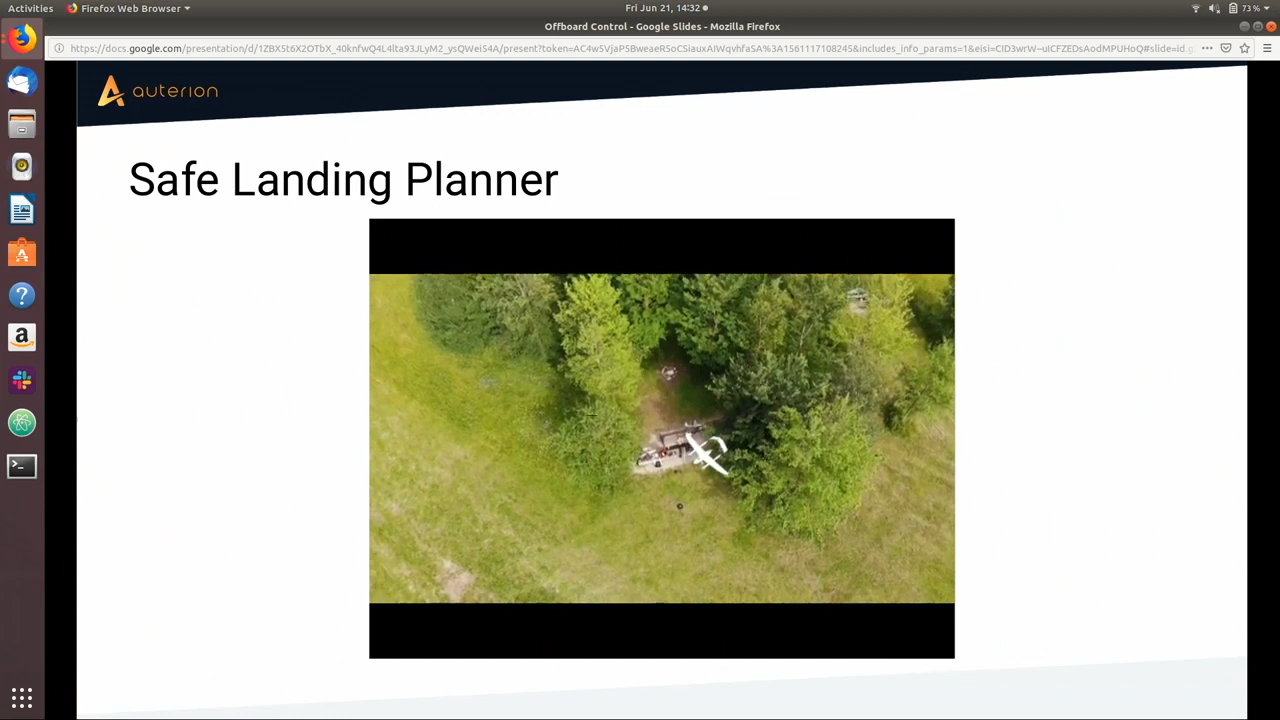 Activities
Firefox Web Browser
Fri Jun 21, 14:32
73 %
Offboard Control - Google Slides - Mozilla Firefox
auterion
Safe Landing Planner